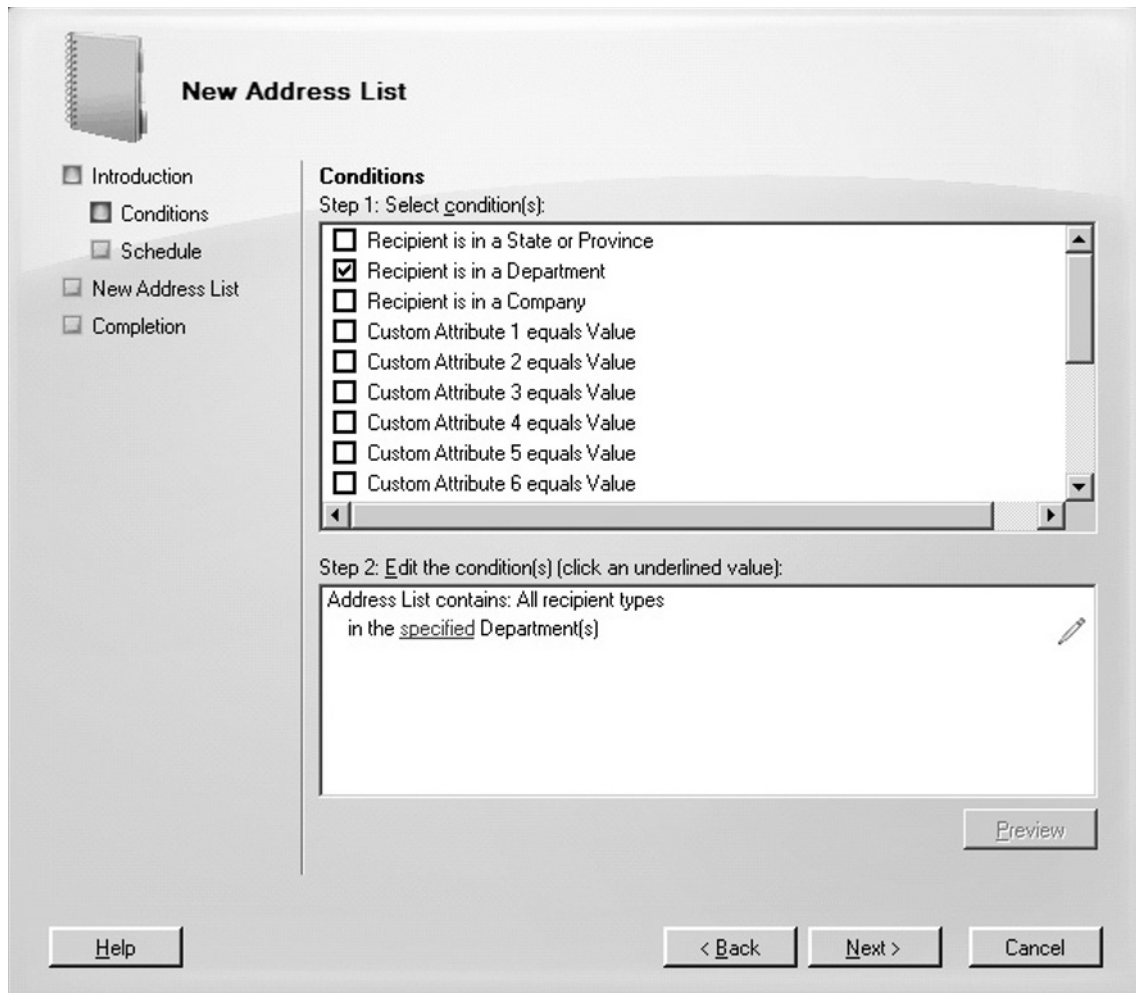 New Address List
Introduction
Conditions
Schedule
New Address List
Completion
Conditions
Step 1: Select condition(s):
Recipient is in a State or Province
Recipient is in a Department
Recipient is in a Company
Custom Attribute 1 equals Value
Custom Attribute 2 equals Value
Custom Attribute 3 equals Value
Custom Attribute 4 equals Value
Custom Attribute 5 equals Value
Custom Attribute 6 equals Value
Step 2: Edit the condition(s) (click an underlined value):
Address List contains: All recipient types
in the specified Department(s)
Preview
Help
< Back
Next >
Cancel